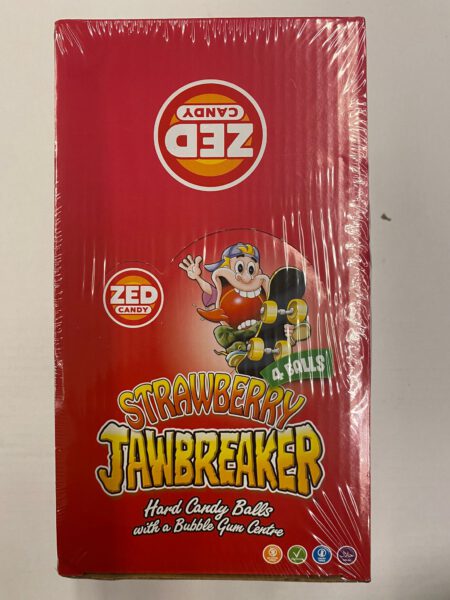 ZED
CANDY
ZED
CANDY
4 BALLS
STRAWBERRY
JAWBREAKER
Hard Candy Balls
with a Bubble Gum Centre